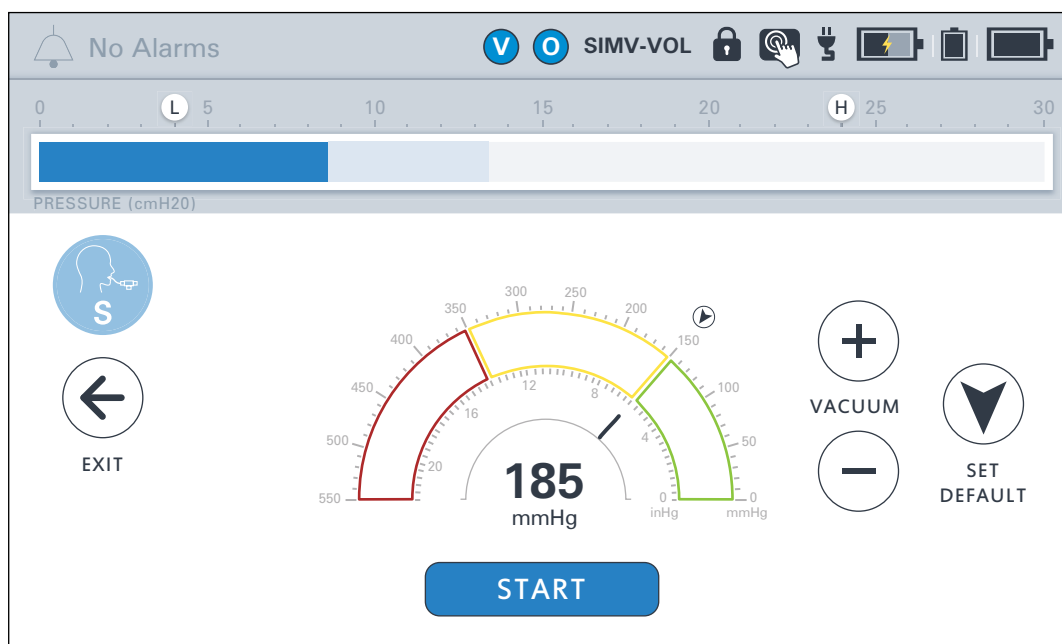 No Alarms V O SIMV-VOL
0 L 5 10 15 20 H 25 30
PRESSURE (cmH20)
S
EXIT
550 500 450 400 350 300 250 200 150 100 50 0
mmHg
20 16 12 8 4 0
inHg
185
mmHg
VACUUM
SET
DEFAULT
START